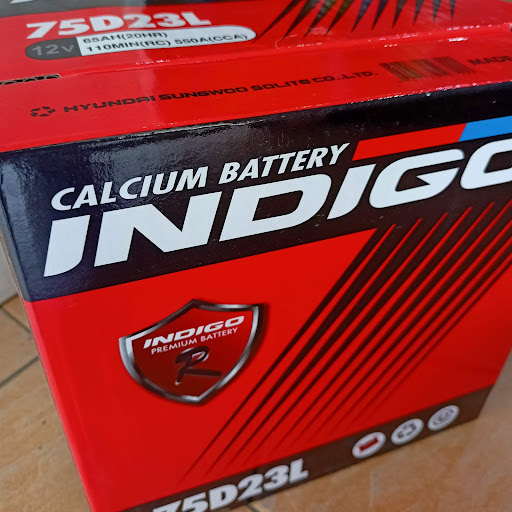 75D23L
12V 65AH(20HR)
110MIN(RC) 550A(CCA)
HYUNDAI SUNGWOO SOLITE CO.,LTD.
MADE
CALCIUM BATTERY
INDIGO
INDIGO
PREMIUM BATTERY
R
75D23L